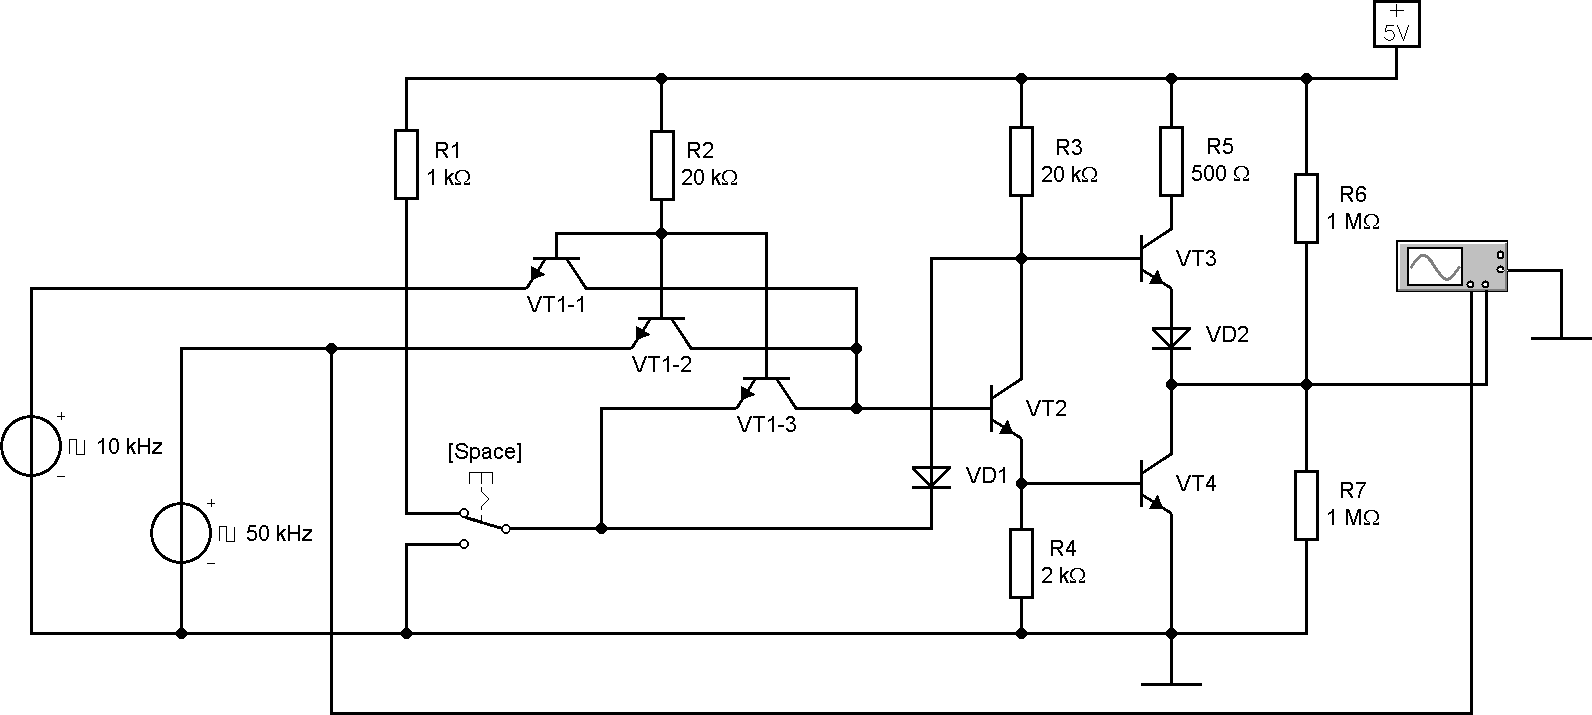 +
5V
R1
1 kΩ
R2
20 kΩ
R3
20 kΩ
R5
500 Ω
R6
1 MΩ
VT1-1
VT3
VT1-2
VD2
VT1-3
VT2
[Space]
+
10 kHz
−
VD1
VT4
R7
1 MΩ
+
50 kHz
−
R4
2 kΩ